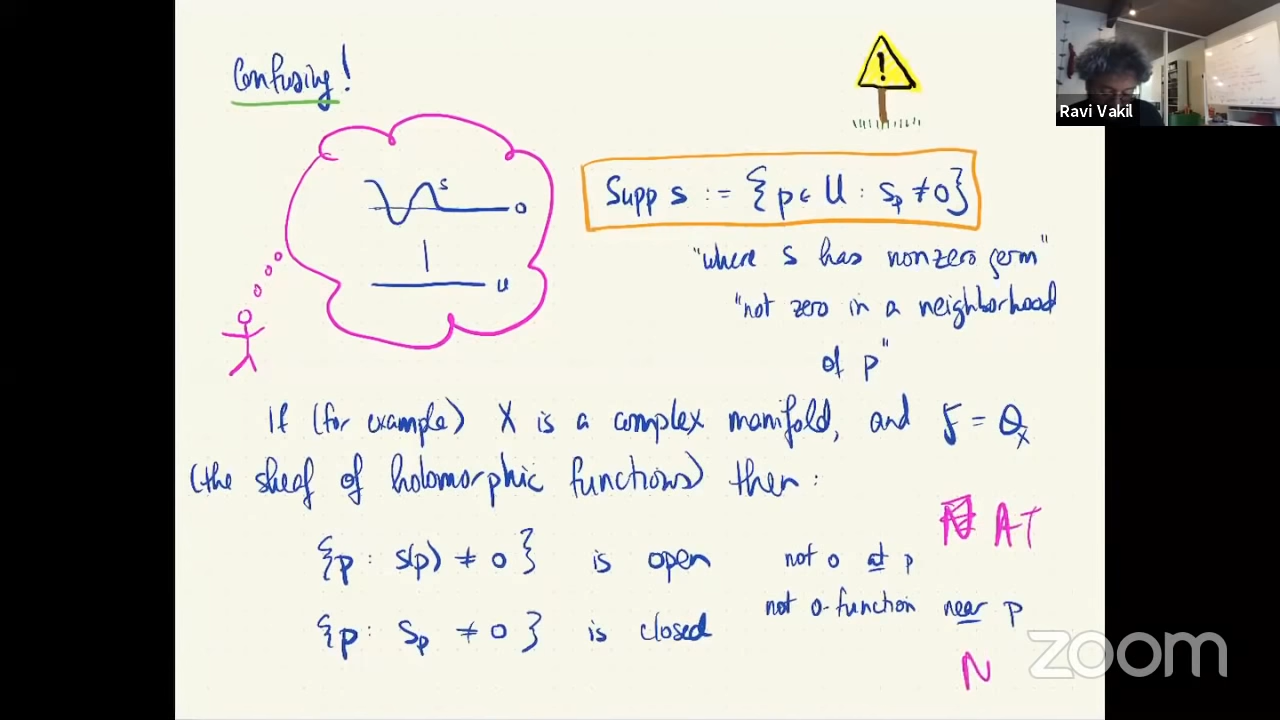 Confusing!
!
Ravi Vakil
s
0
U
Supp s := {p ∈ U : s_p ≠ 0}
"where s has nonzero germ"
"not zero in a neighborhood
of p"
If (for example) X is a complex manifold, and F = O_X
(the sheaf of holomorphic functions) then:
AT
{p : s(p) ≠ 0} is open not 0 at p
{p : s_p ≠ 0} is closed not 0-function near p
N
zoom